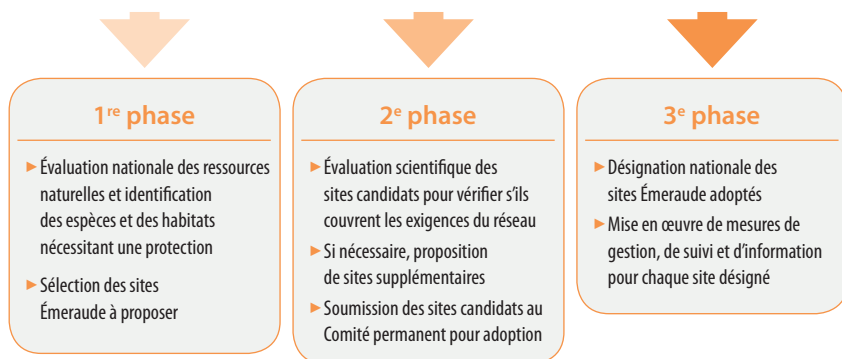 1re phase
► Évaluation nationale des ressources
naturelles et identification
des espèces et des habitats
nécessitant une protection
► Sélection des sites
Émeraude à proposer
2e phase
► Évaluation scientifique des
sites candidats pour vérifier s’ils
couvrent les exigences du réseau
► Si nécessaire, proposition
de sites supplémentaires
► Soumission des sites candidats au
Comité permanent pour adoption
3e phase
► Désignation nationale des
sites Émeraude adoptés
► Mise en œuvre de mesures de
gestion, de suivi et d’information
pour chaque site désigné